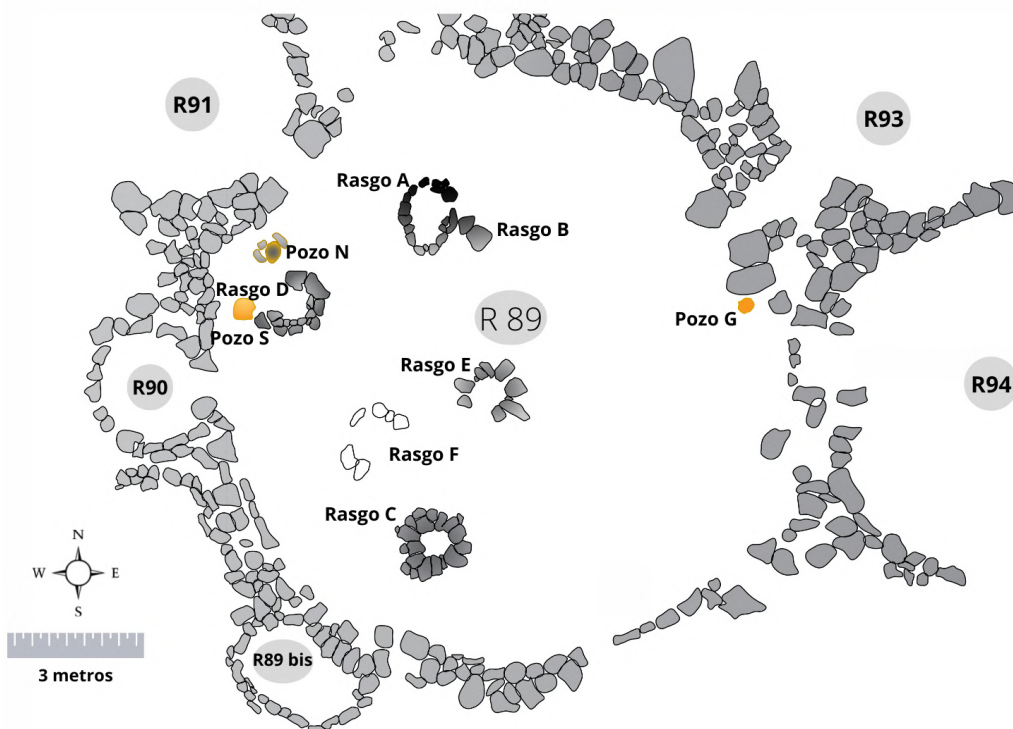 R91
R93
Rasgo A
Rasgo B
Pozo N
Rasgo D
R 89
Pozo G
Pozo S
Rasgo E
R90
R94
Rasgo F
Rasgo C
N
W
E
S
R89 bis
3 metros